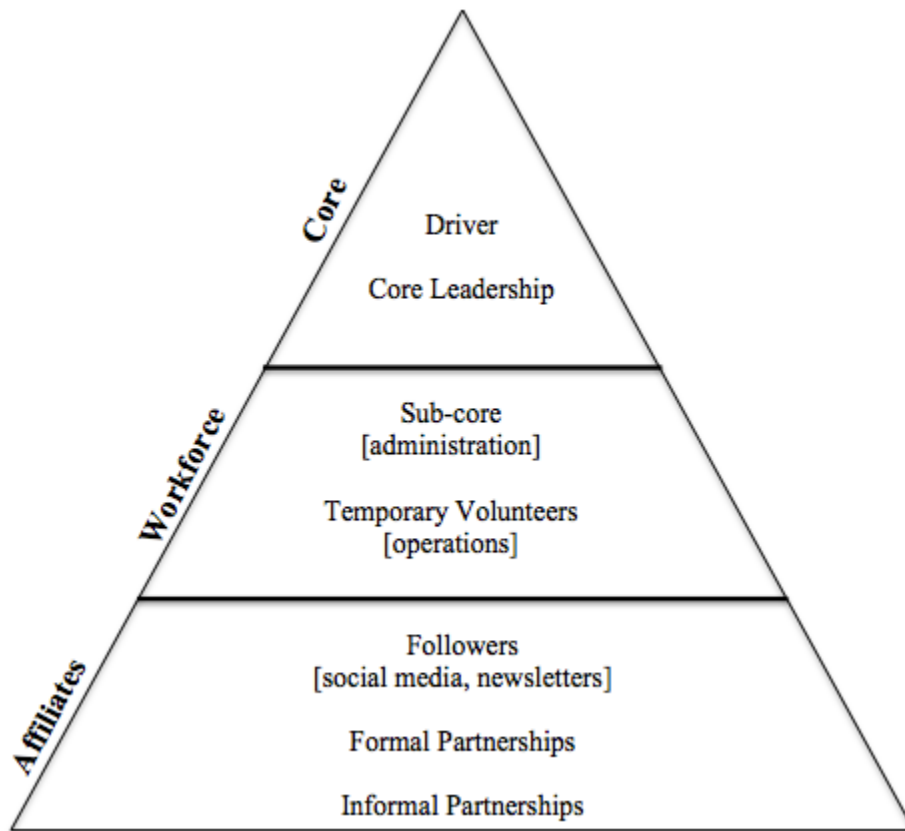 Core
Driver
Core Leadership
Workforce
Sub-core
[administration]
Temporary Volunteers
[operations]
Affiliates
Followers
[social media, newsletters]
Formal Partnerships
Informal Partnerships